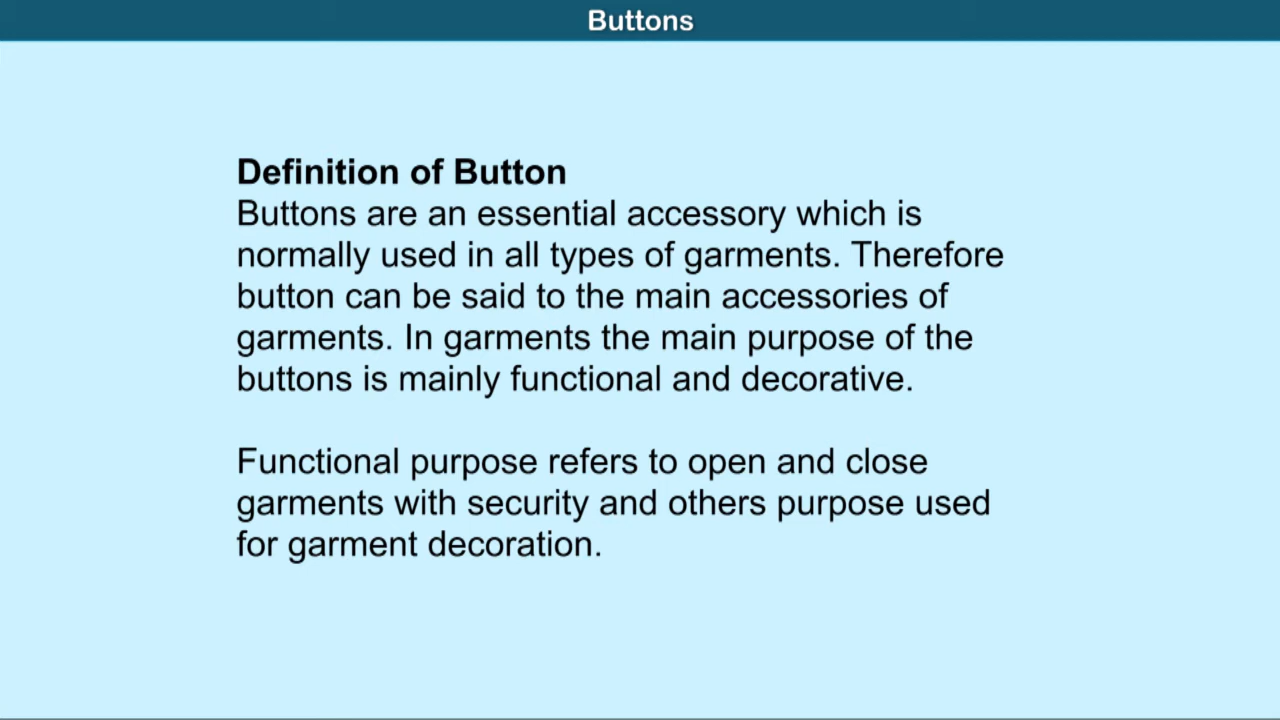 Buttons
Definition of Button
Buttons are an essential accessory which is
normally used in all types of garments. Therefore
button can be said to the main accessories of
garments. In garments the main purpose of the
buttons is mainly functional and decorative.
Functional purpose refers to open and close
garments with security and others purpose used
for garment decoration.